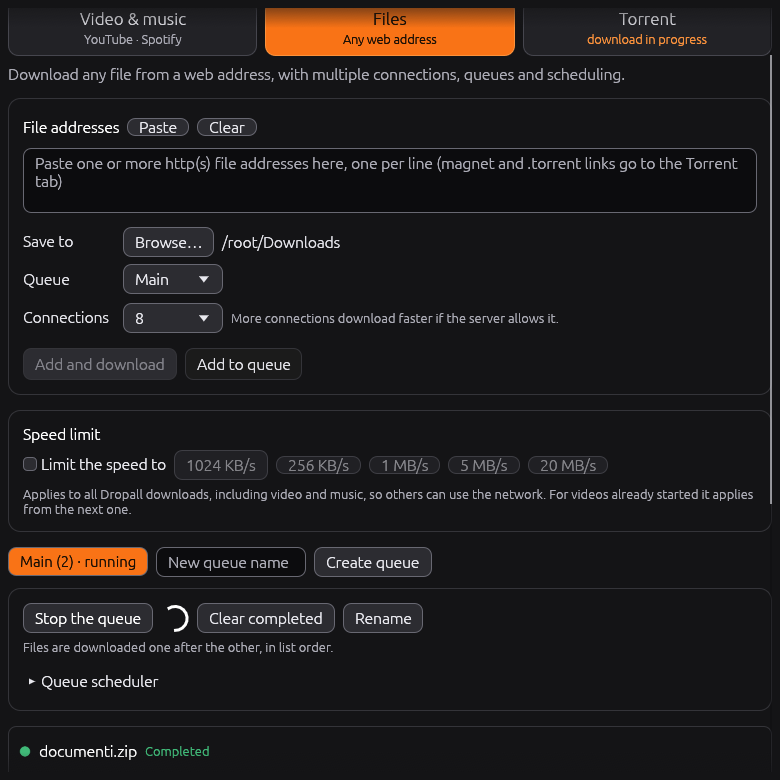 Video & music
YouTube · Spotify
Files
Any web address
Torrent
download in progress
Download any file from a web address, with multiple connections, queues and scheduling.
File addresses Paste Clear
Paste one or more http(s) file addresses here, one per line (magnet and .torrent links go to the Torrent
tab)
Save to Browse... /root/Downloads
Queue Main
Connections 8 More connections download faster if the server allows it.
Add and download Add to queue
Speed limit
Limit the speed to 1024 KB/s 256 KB/s 1 MB/s 5 MB/s 20 MB/s
Applies to all Dropall downloads, including video and music, so others can use the network. For videos already started it applies
from the next one.
Main (2) · running New queue name Create queue
Stop the queue Clear completed Rename
Files are downloaded one after the other, in list order.
Queue scheduler
documenti.zip Completed